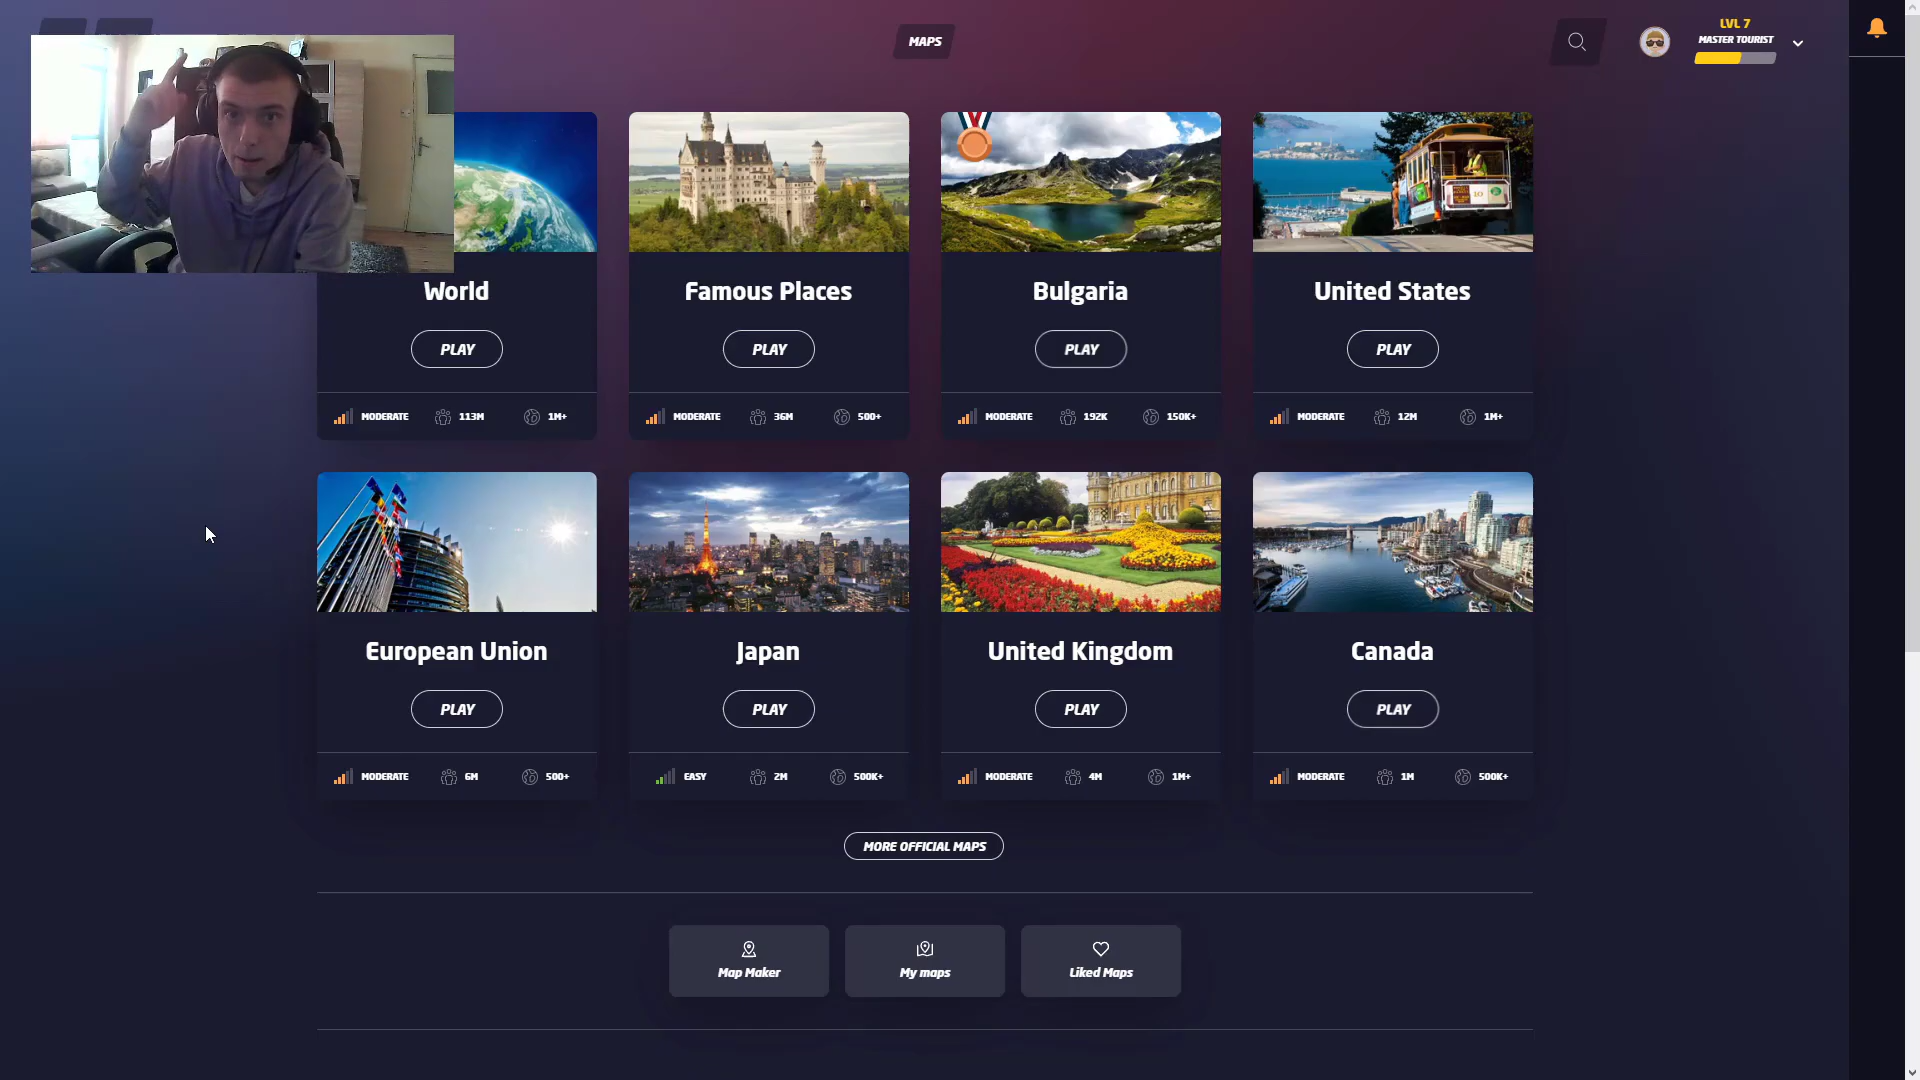 MAPS
LVL 7
MASTER TOURIST
World
PLAY
MODERATE 113M 1M+
Famous Places
PLAY
MODERATE 36M 500+
Bulgaria
PLAY
MODERATE 192K 150K+
United States
PLAY
MODERATE 12M 1M+
European Union
PLAY
MODERATE 6M 500+
Japan
PLAY
EASY 2M 500K+
United Kingdom
PLAY
MODERATE 4M 1M+
Canada
PLAY
MODERATE 1M 500K+
MORE OFFICIAL MAPS
Map Maker
My maps
Liked Maps